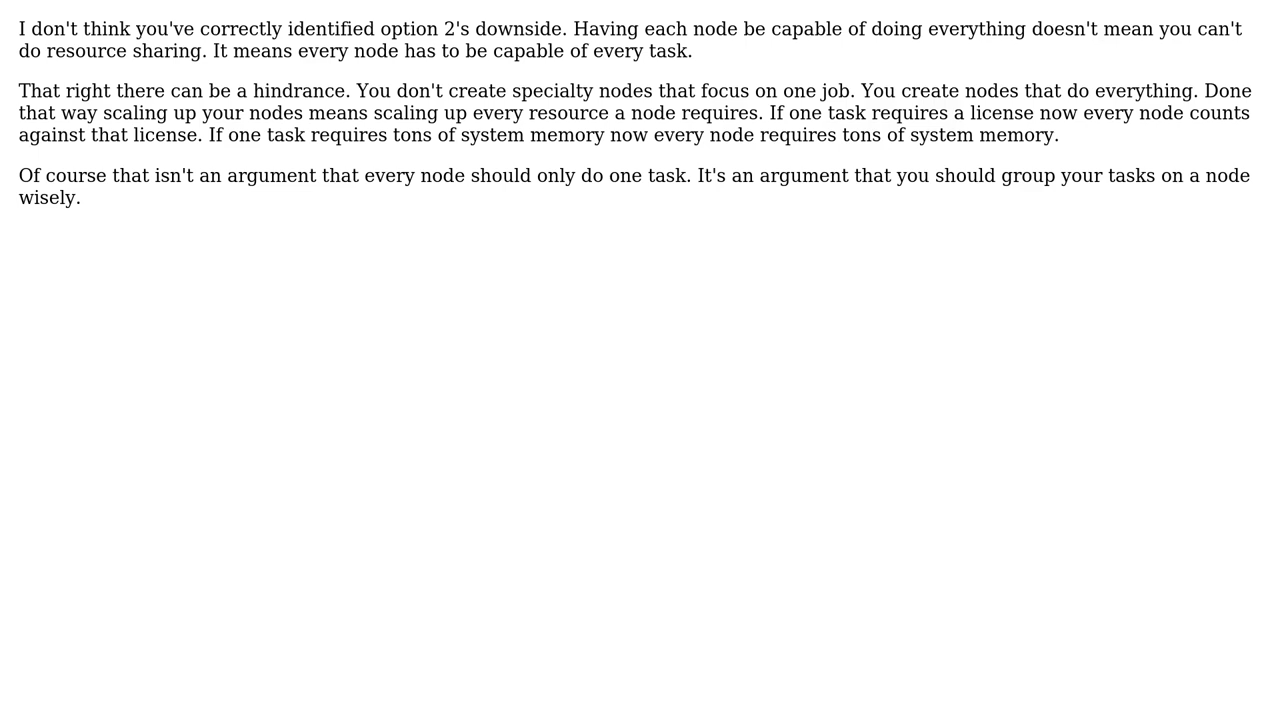 I don't think you've correctly identified option 2's downside. Having each node be capable of doing everything doesn't mean you can't
do resource sharing. It means every node has to be capable of every task.
That right there can be a hindrance. You don't create specialty nodes that focus on one job. You create nodes that do everything. Done
that way scaling up your nodes means scaling up every resource a node requires. If one task requires a license now every node counts
against that license. If one task requires tons of system memory now every node requires tons of system memory.
Of course that isn't an argument that every node should only do one task. It's an argument that you should group your tasks on a node
wisely.